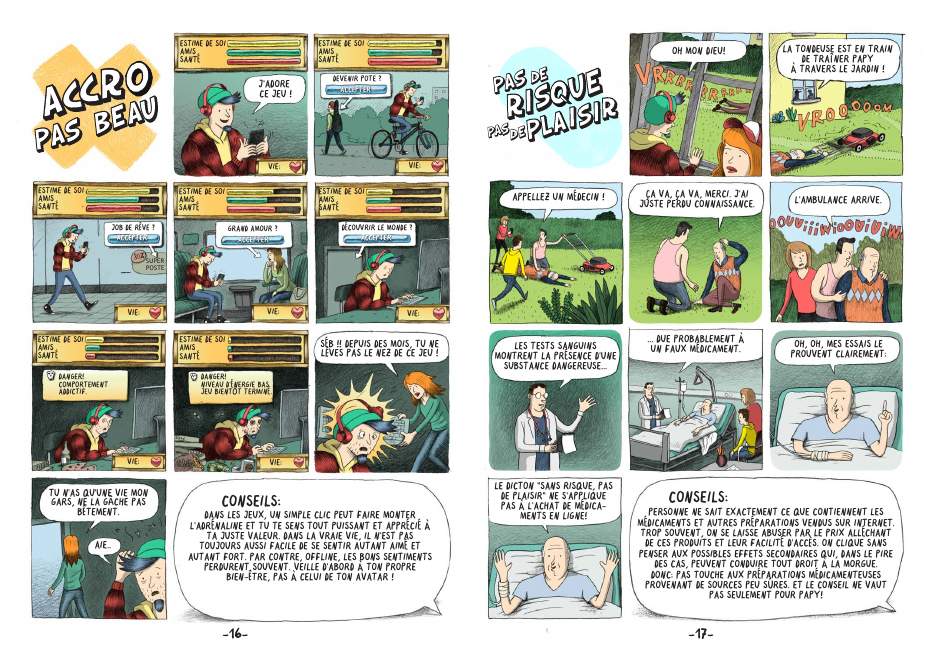 ACCRO
PAS BEAU
ESTIME DE SOI
AMIS
SANTÉ
J'ADORE
CE JEU !
VIE:
ESTIME DE SOI
AMIS
SANTÉ
DEVENIR POTE ?
ACCEPTER
VIE:
ESTIME DE SOI
AMIS
SANTÉ
JOB DE RÊVE ?
ACCEPTER
SUPER
POSTE
VIE:
ESTIME DE SOI
AMIS
SANTÉ
GRAND AMOUR ?
ACCEPTER
VIE:
ESTIME DE SOI
AMIS
SANTÉ
DÉCOUVRIR LE MONDE ?
ACCEPTER
VIE:
ESTIME DE SOI
AMIS
SANTÉ
DANGER!
COMPORTEMENT
ADDICTIF.
VIE:
ESTIME DE SOI
AMIS
SANTÉ
DANGER!
NIVEAU D'ÉNERGIE BAS.
JEU BIENTÔT TERMINÉ.
VIE:
SÉB !! DEPUIS DES MOIS, TU NE
LÈVES PAS LE NEZ DE CE JEU !
TU N'AS QU'UNE VIE MON
GARS, NE LA GÂCHE PAS
BÊTEMENT.
AIE..
CONSEILS:
DANS LES JEUX, UN SIMPLE CLIC PEUT FAIRE MONTER
L'ADRÉNALINE ET TU TE SENS TOUT PUISSANT ET APPRÉCIÉ À
TA JUSTE VALEUR. DANS LA VRAIE VIE, IL N'EST PAS
TOUJOURS AUSSI FACILE DE SE SENTIR AUTANT AIMÉ ET
AUTANT FORT. PAR CONTRE, OFFLINE, LES BONS SENTIMENTS
PERDURENT SOUVENT. VEILLE D'ABORD À TON PROPRE
BIEN-ÊTRE, PAS À CELUI DE TON AVATAR !
-16-
PAS DE
RISQUE
PAS DE PLAISIR
OH MON DIEU!
LA TONDEUSE EST EN TRAIN
DE TRAÎNER PAPY
À TRAVERS LE JARDIN !
APPELLEZ UN MÉDECIN !
ÇA VA, ÇA VA, MERCI. J'AI
JUSTE PERDU CONNAISSANCE.
L'AMBULANCE ARRIVE.
LES TESTS SANGUINS
MONTRENT LA PRÉSENCE D'UNE
SUBSTANCE DANGEREUSE...
... DUE PROBABLEMENT À
UN FAUX MÉDICAMENT.
OH, OH, MES ESSAIS LE
PROUVENT CLAIREMENT:
LE DICTON "SANS RISQUE, PAS
DE PLAISIR" NE S'APPLIQUE
PAS À L'ACHAT DE MÉDICA-
MENTS EN LIGNE!
CONSEILS:
PERSONNE NE SAIT EXACTEMENT CE QUE CONTIENNENT LES
MÉDICAMENTS ET AUTRES PRÉPARATIONS VENDUS SUR INTERNET.
TROP SOUVENT, ON SE LAISSE ABUSER PAR LE PRIX ALLÉCHANT
DE CES PRODUITS ET LEUR FACILITÉ D'ACCÈS. ON CLIQUE SANS
PENSER AUX POSSIBLES EFFETS SECONDAIRES QUI, DANS LE PIRE
DES CAS, PEUVENT CONDUIRE TOUT DROIT À LA MORGUE.
DONC: PAS TOUCHE AUX PRÉPARATIONS MÉDICAMENTEUSES
PROVENANT DE SOURCES PEU SURES. ET LE CONSEIL NE VAUT
PAS SEULEMENT POUR PAPY!
-17-